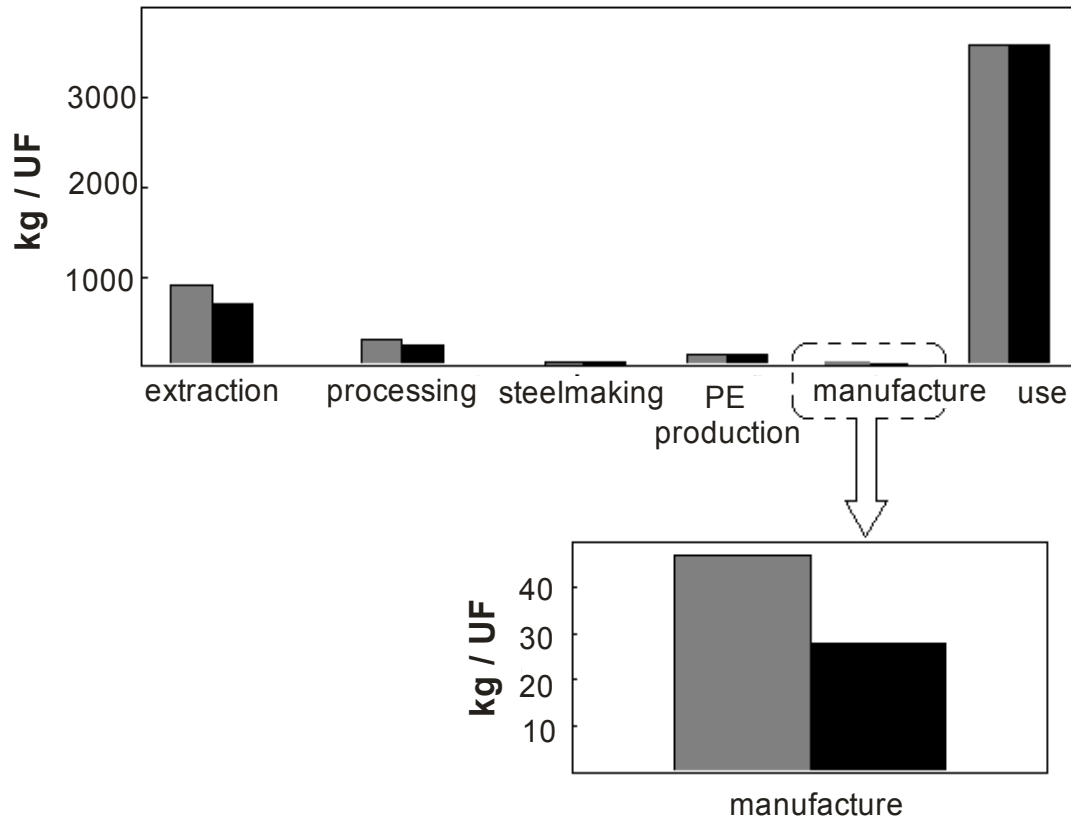 kg / UF
3000
2000
1000
extraction
processing
steelmaking
PE
production
manufacture
use
kg / UF
40
30
20
10
manufacture